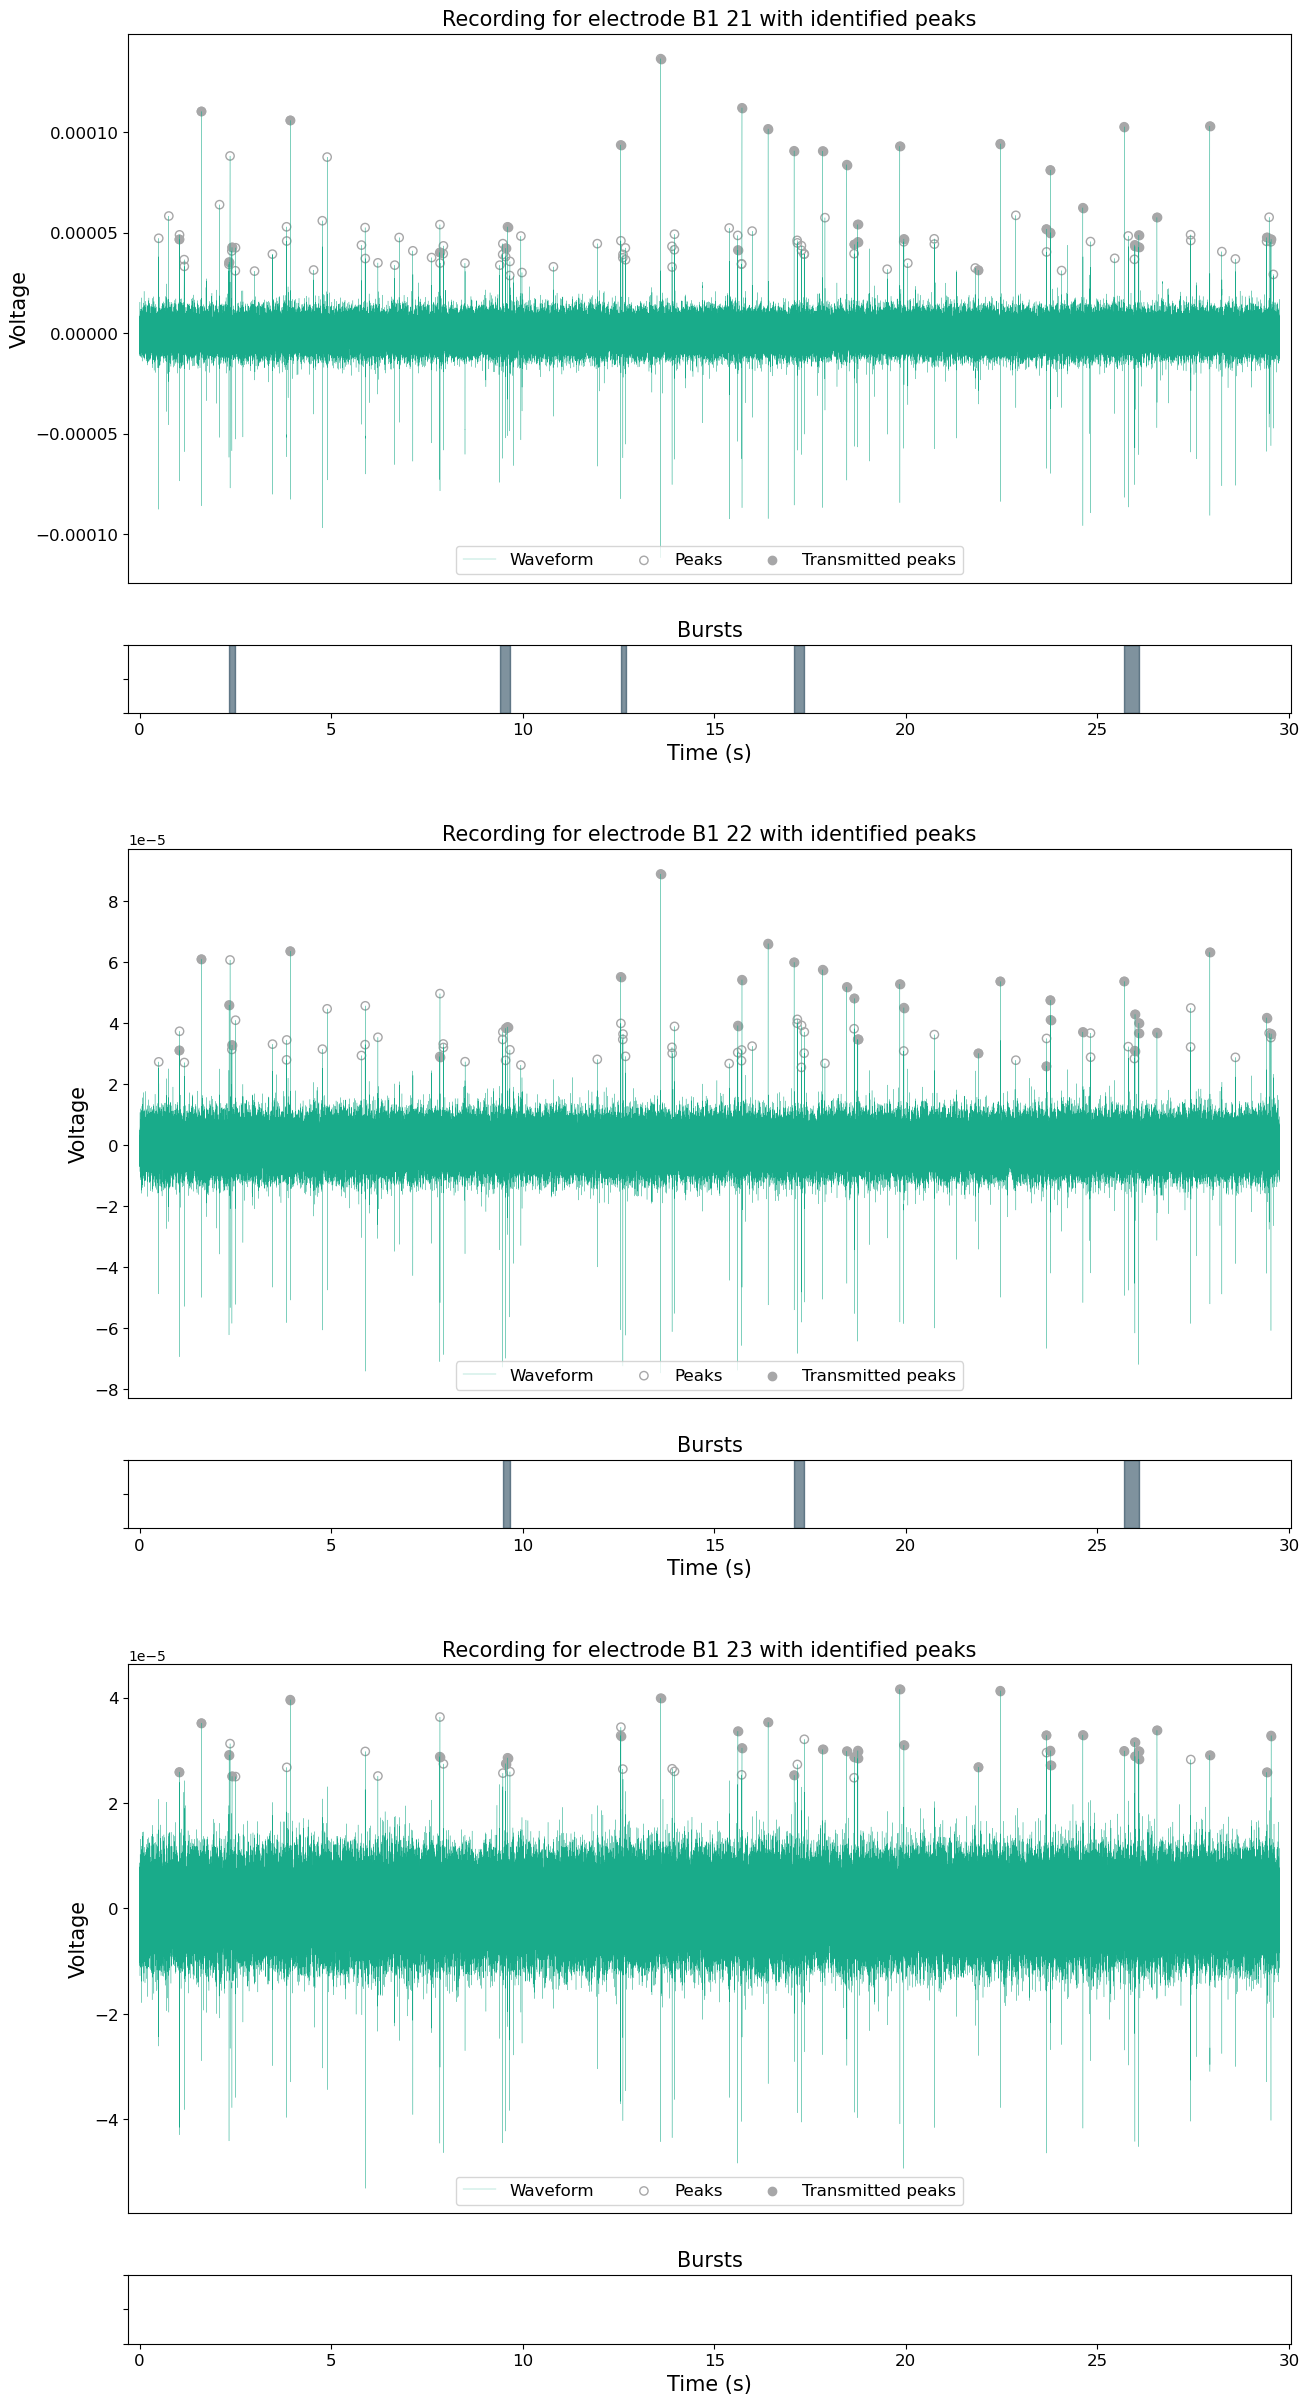 Recording for electrode B1 21 with identified peaks
0.00010
0.00005
0.00000
−0.00005
−0.00010
Voltage
Waveform Peaks Transmitted peaks
Bursts
0 5 10 15 20 25 30
Time (s)
Recording for electrode B1 22 with identified peaks
1e−5
8
6
4
2
0
−2
−4
−6
−8
Voltage
Waveform Peaks Transmitted peaks
Bursts
0 5 10 15 20 25 30
Time (s)
Recording for electrode B1 23 with identified peaks
1e−5
4
2
0
−2
−4
Voltage
Waveform Peaks Transmitted peaks
Bursts
0 5 10 15 20 25 30
Time (s)